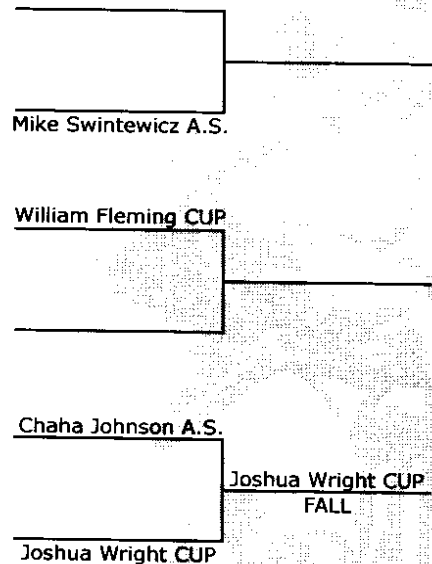 Mike Swintewicz A.S.
William Fleming CUP
Chaha Johnson A.S.
Joshua Wright CUP
FALL
Joshua Wright CUP